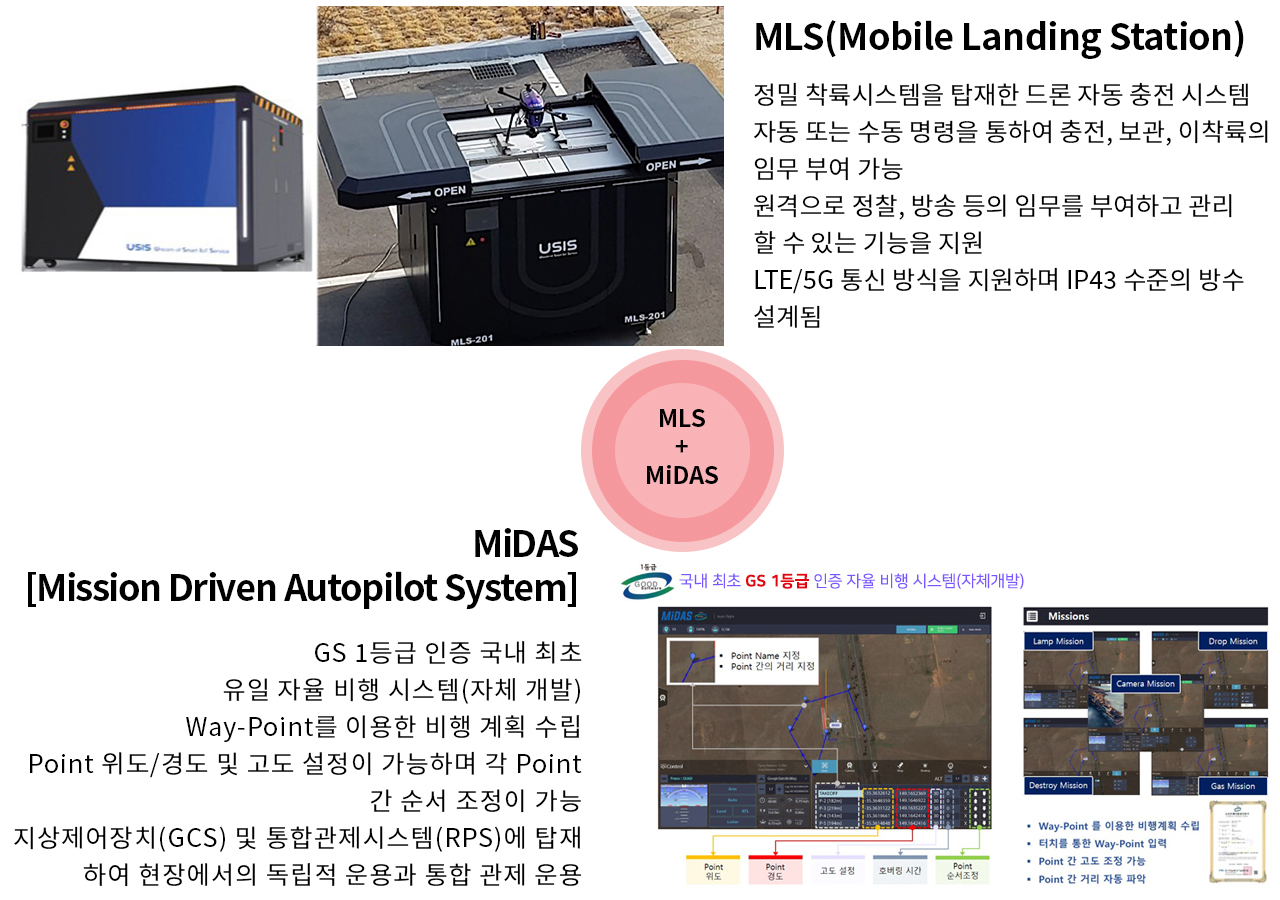 MLS(Mobile Landing Station)
정밀 착륙시스템을 탑재한 드론 자동 충전 시스템
자동 또는 수동 명령을 통하여 충전, 보관, 이착륙의
임무 부여 가능
원격으로 정찰, 방송 등의 임무를 부여하고 관리
할 수 있는 기능을 지원
LTE/5G 통신 방식을 지원하며 IP43 수준의 방수
설계됨
USIS
OPEN
OPEN
USIS
MLS-201
MLS-201
MLS
+
MiDAS
MiDAS
[Mission Driven Autopilot System]
GS 1등급 인증 국내 최초
유일 자율 비행 시스템(자체 개발)
Way-Point를 이용한 비행 계획 수립
Point 위도/경도 및 고도 설정이 가능하며 각 Point
간 순서 조정이 가능
지상제어장치(GCS) 및 통합관제시스템(RPS)에 탑재
하여 현장에서의 독립적 운용과 통합 관제 운용
1등급
GOOD
Software
국내 최초 GS 1등급 인증 자율 비행 시스템(자체개발)
MiDAS
• Point Name 지정
• Point 간의 거리 지정
Control
ALT
TAKEOFF
Point
위도
Point
경도
고도 설정
호버링 시간
Point
순서조정
Missions
Lamp Mission
Drop Mission
Camera Mission
Destroy Mission
Gas Mission
• Way-Point 를 이용한 비행계획 수립
• 터치를 통한 Way-Point 입력
• Point 간 고도 조정 가능
• Point 간 거리 자동 파악